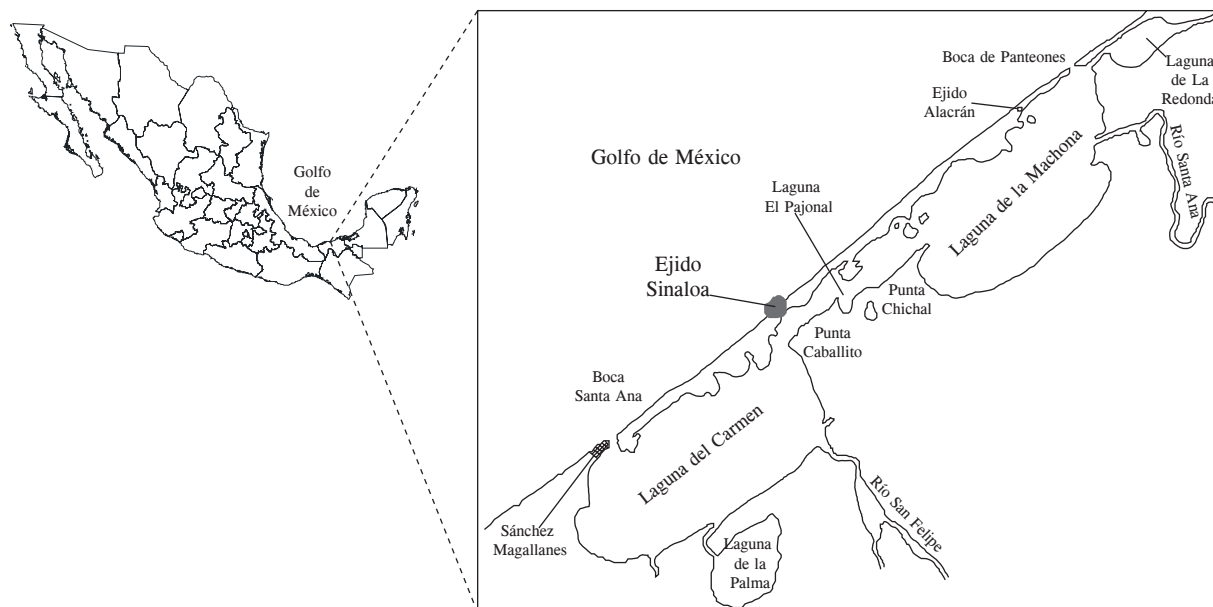 Golfo
de
México
Boca de Panteones
Laguna
de La
Redonda
Ejido
Alacrán
Río Santa Ana
Golfo de México
Laguna de la Machona
Laguna
El Pajonal
Ejido
Sinaloa
Punta
Chichal
Punta
Caballito
Boca
Santa Ana
Laguna del Carmen
Río San Felipe
Sánchez
Magallanes
Laguna
de la
Palma